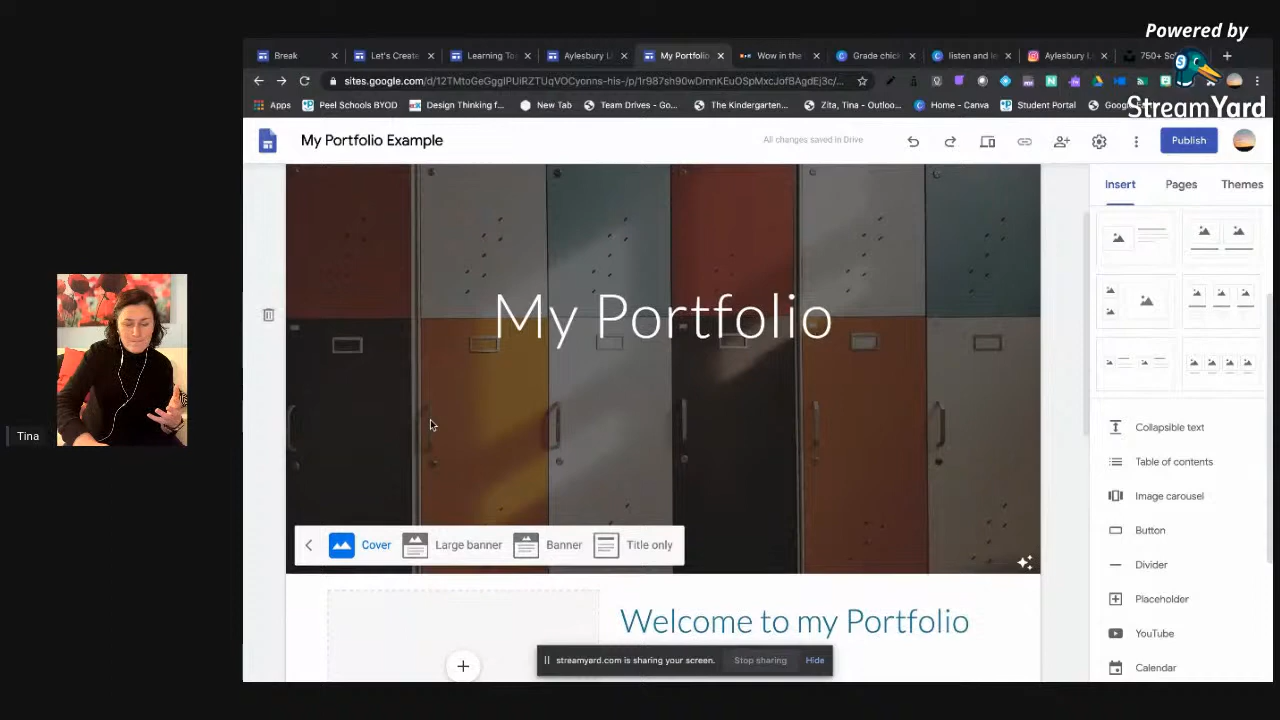 Powered by
StreamYard
Break
Let's Create
Learning To
Aylesbury L
My Portfolio
Wow in the
Grade chic
listen and le
Aylesbury L
750+ Sc
Apps
Peel Schools BYOD
Design Thinking f...
New Tab
Team Drives - Go...
The Kindergarten...
Zita, Tina - Outloo...
Home - Canva
Student Portal
My Portfolio Example
All changes saved in Drive
Publish
Insert
Pages
Themes
My Portfolio
Cover
Large banner
Banner
Title only
Collapsible text
Table of contents
Image carousel
Button
Divider
Placeholder
YouTube
Calendar
Welcome to my Portfolio
streamyard.com is sharing your screen.
Stop sharing
Hide
Tina